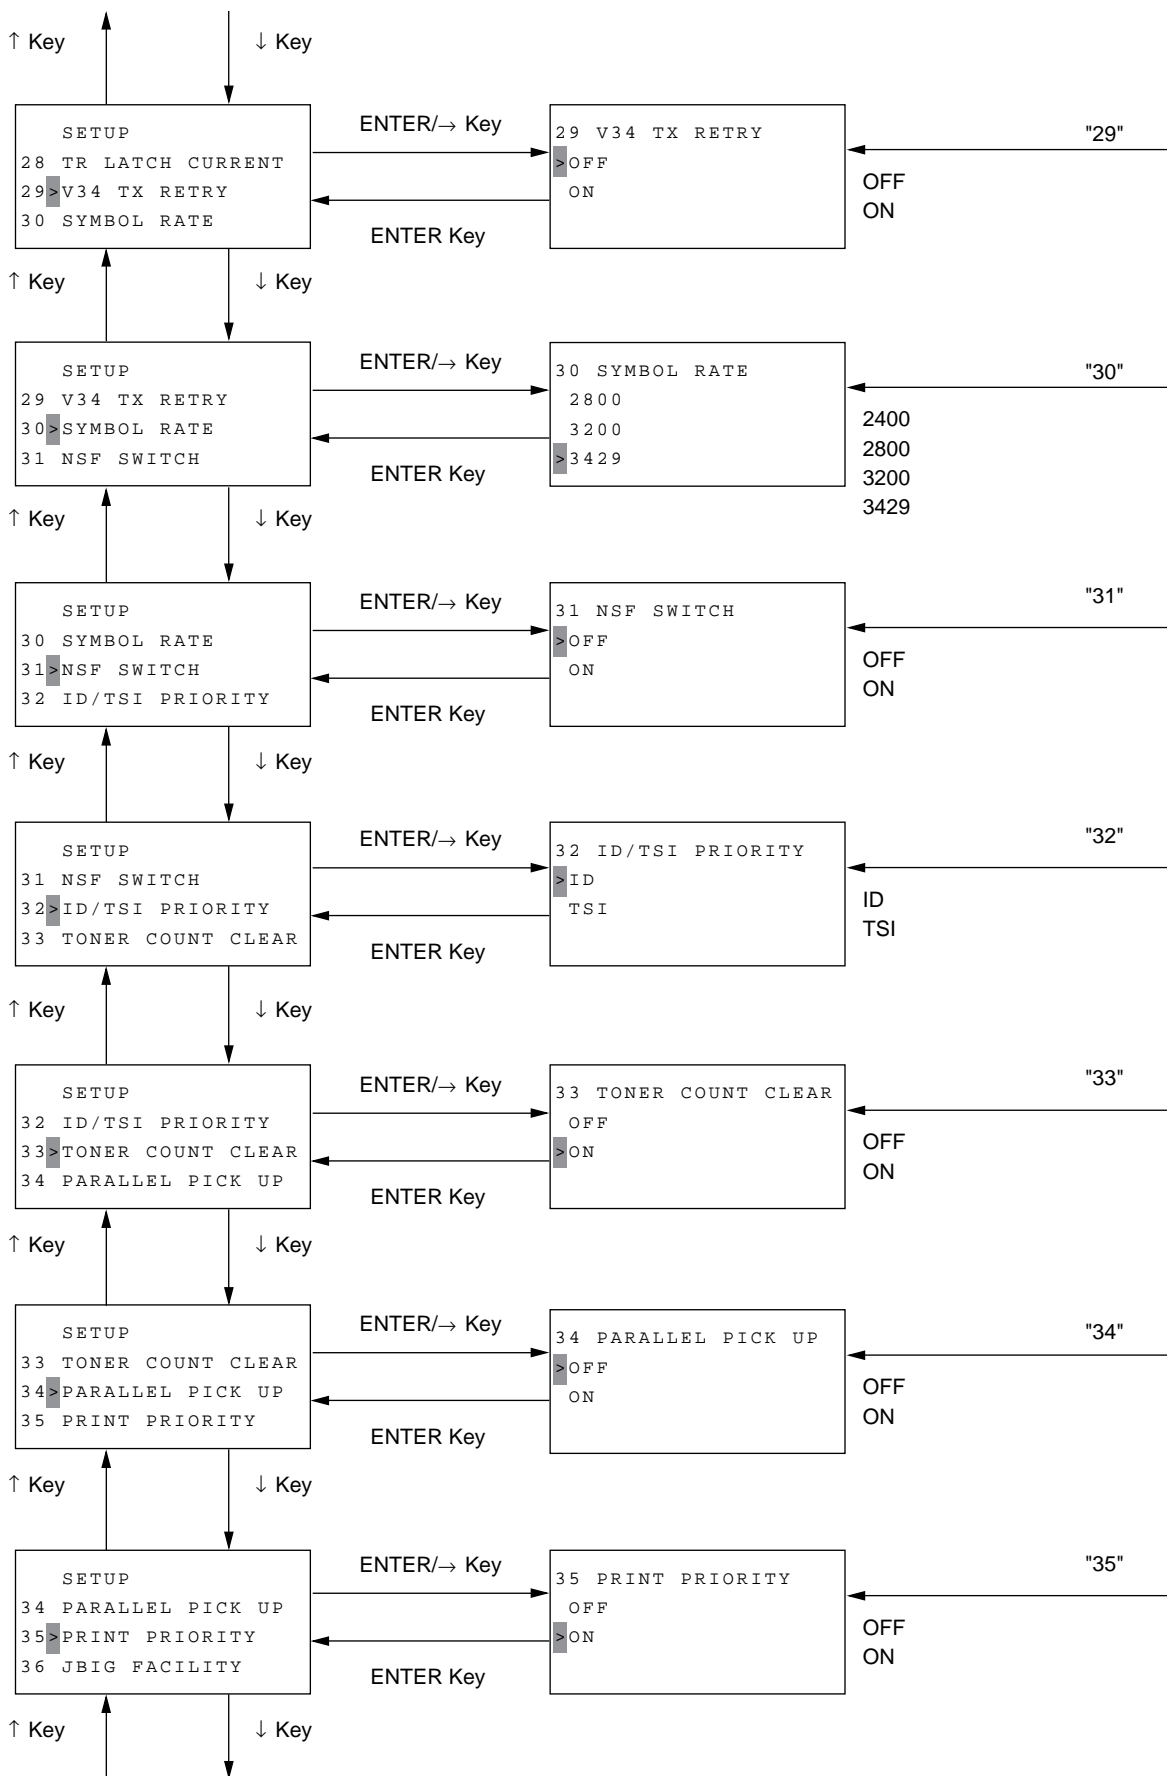 ↑ Key
↓ Key
SETUP
28 TR LATCH CURRENT
29>V34 TX RETRY
30 SYMBOL RATE
ENTER/→ Key
ENTER Key
29 V34 TX RETRY
>OFF
ON
"29"
OFF
ON
↑ Key
↓ Key
SETUP
29 V34 TX RETRY
30>SYMBOL RATE
31 NSF SWITCH
ENTER/→ Key
ENTER Key
30 SYMBOL RATE
2800
3200
>3429
"30"
2400
2800
3200
3429
↑ Key
↓ Key
SETUP
30 SYMBOL RATE
31>NSF SWITCH
32 ID/TSI PRIORITY
ENTER/→ Key
ENTER Key
31 NSF SWITCH
>OFF
ON
"31"
OFF
ON
↑ Key
↓ Key
SETUP
31 NSF SWITCH
32>ID/TSI PRIORITY
33 TONER COUNT CLEAR
ENTER/→ Key
ENTER Key
32 ID/TSI PRIORITY
>ID
TSI
"32"
ID
TSI
↑ Key
↓ Key
SETUP
32 ID/TSI PRIORITY
33>TONER COUNT CLEAR
34 PARALLEL PICK UP
ENTER/→ Key
ENTER Key
33 TONER COUNT CLEAR
OFF
>ON
"33"
OFF
ON
↑ Key
↓ Key
SETUP
33 TONER COUNT CLEAR
34>PARALLEL PICK UP
35 PRINT PRIORITY
ENTER/→ Key
ENTER Key
34 PARALLEL PICK UP
>OFF
ON
"34"
OFF
ON
↑ Key
↓ Key
SETUP
34 PARALLEL PICK UP
35>PRINT PRIORITY
36 JBIG FACILITY
ENTER/→ Key
ENTER Key
35 PRINT PRIORITY
OFF
>ON
"35"
OFF
ON
↑ Key
↓ Key